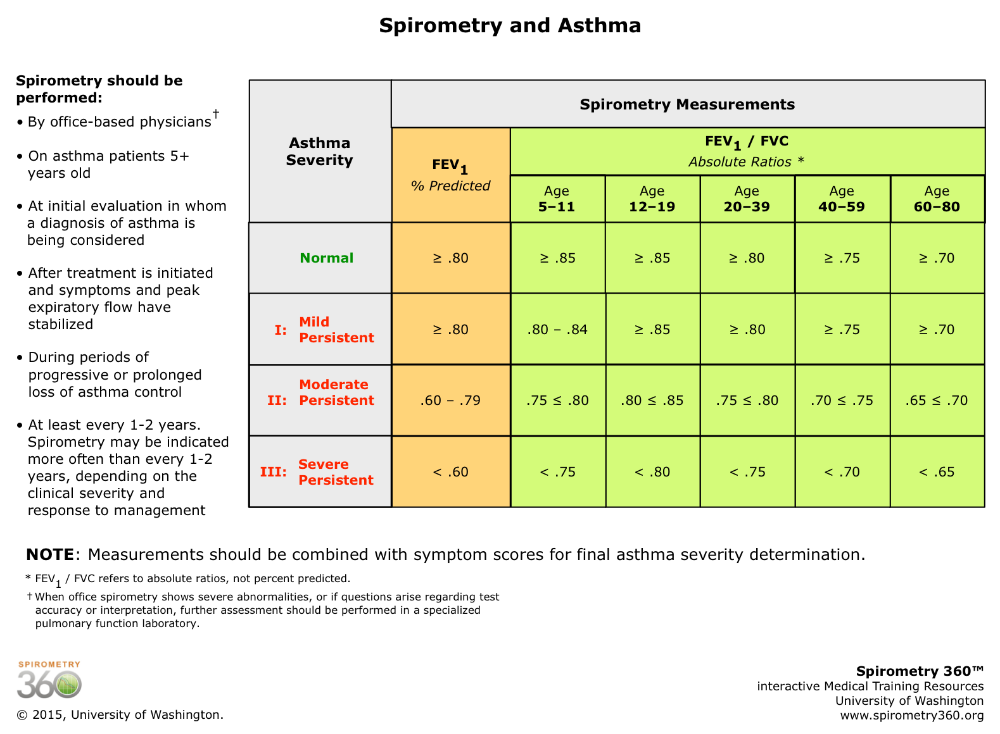 Spirometry and Asthma
Spirometry should be
performed:
• By office-based physicians†
• On asthma patients 5+
years old
• At initial evaluation in whom
a diagnosis of asthma is
being considered
• After treatment is initiated
and symptoms and peak
expiratory flow have
stabilized
• During periods of
progressive or prolonged
loss of asthma control
• At least every 1-2 years.
Spirometry may be indicated
more often than every 1-2
years, depending on the
clinical severity and
response to management
Asthma
Severity
Spirometry Measurements
FEV1
% Predicted
FEV1 / FVC
Absolute Ratios *
Age
5–11
Age
12–19
Age
20–39
Age
40–59
Age
60–80
Normal ≥ .80 ≥ .85 ≥ .85 ≥ .80 ≥ .75 ≥ .70
I: Mild
Persistent
≥ .80 .80 – .84 ≥ .85 ≥ .80 ≥ .75 ≥ .70
II: Moderate
Persistent
.60 – .79 .75 ≤ .80 .80 ≤ .85 .75 ≤ .80 .70 ≤ .75 .65 ≤ .70
III: Severe
Persistent
< .60 < .75 < .80 < .75 < .70 < .65
NOTE: Measurements should be combined with symptom scores for final asthma severity determination.
* FEV1 / FVC refers to absolute ratios, not percent predicted.
† When office spirometry shows severe abnormalities, or if questions arise regarding test
accuracy or interpretation, further assessment should be performed in a specialized
pulmonary function laboratory.
SPIROMETRY
360
© 2015, University of Washington.
Spirometry 360™
interactive Medical Training Resources
University of Washington
www.spirometry360.org